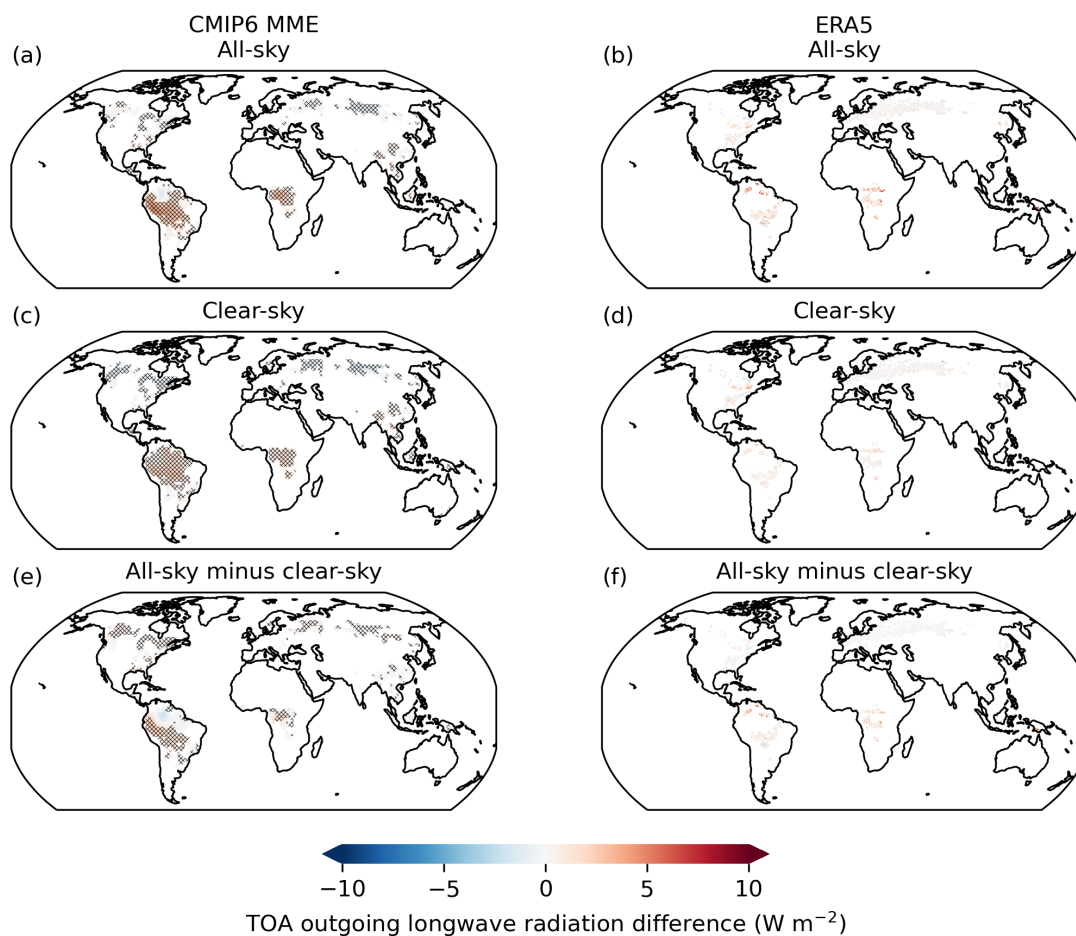 CMIP6 MME
All-sky
ERA5
All-sky
(a)
(b)
Clear-sky
Clear-sky
(c)
(d)
All-sky minus clear-sky
All-sky minus clear-sky
(e)
(f)
−10 −5 0 5 10
TOA outgoing longwave radiation difference (W m⁻²)